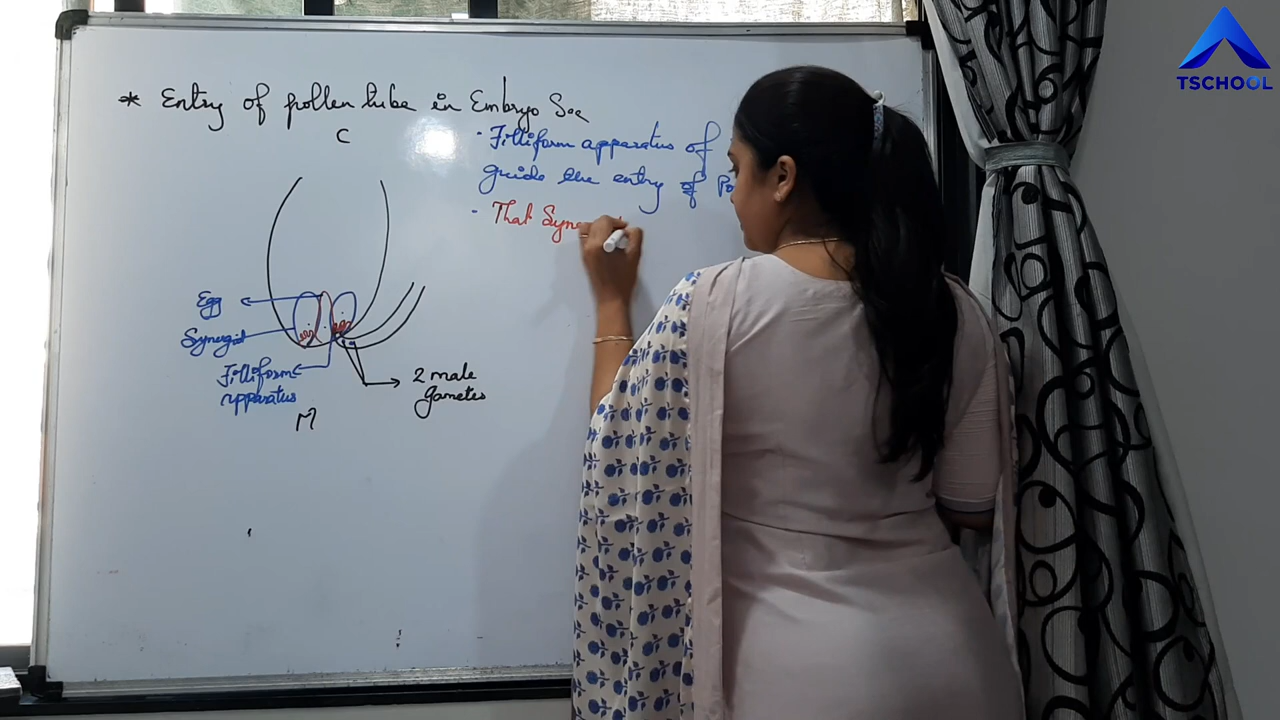 * Entry of pollen tube in Embryo Sac
C
• Filliform apparatus of
guide the entry of Po
• That Syne
Egg
Synergid
Filliform
apparatus
2 male
gametes
M
TSCHOOL